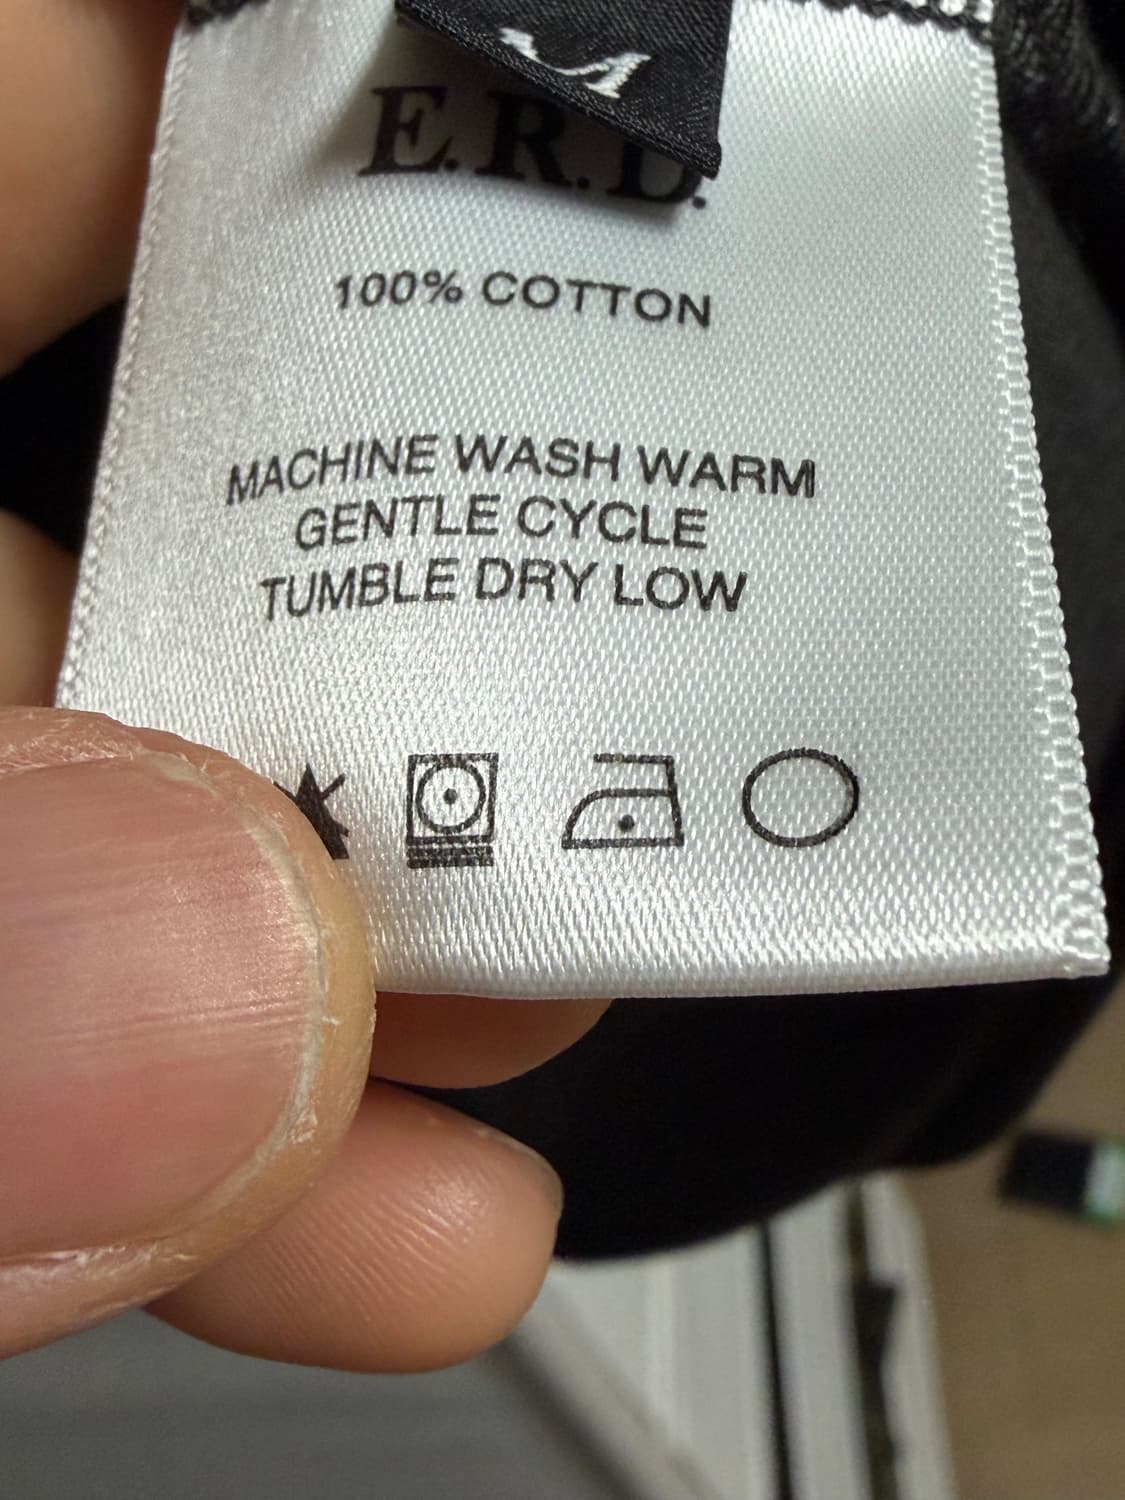 M
E.R.D.
100% COTTON
MACHINE WASH WARM
GENTLE CYCLE
TUMBLE DRY LOW